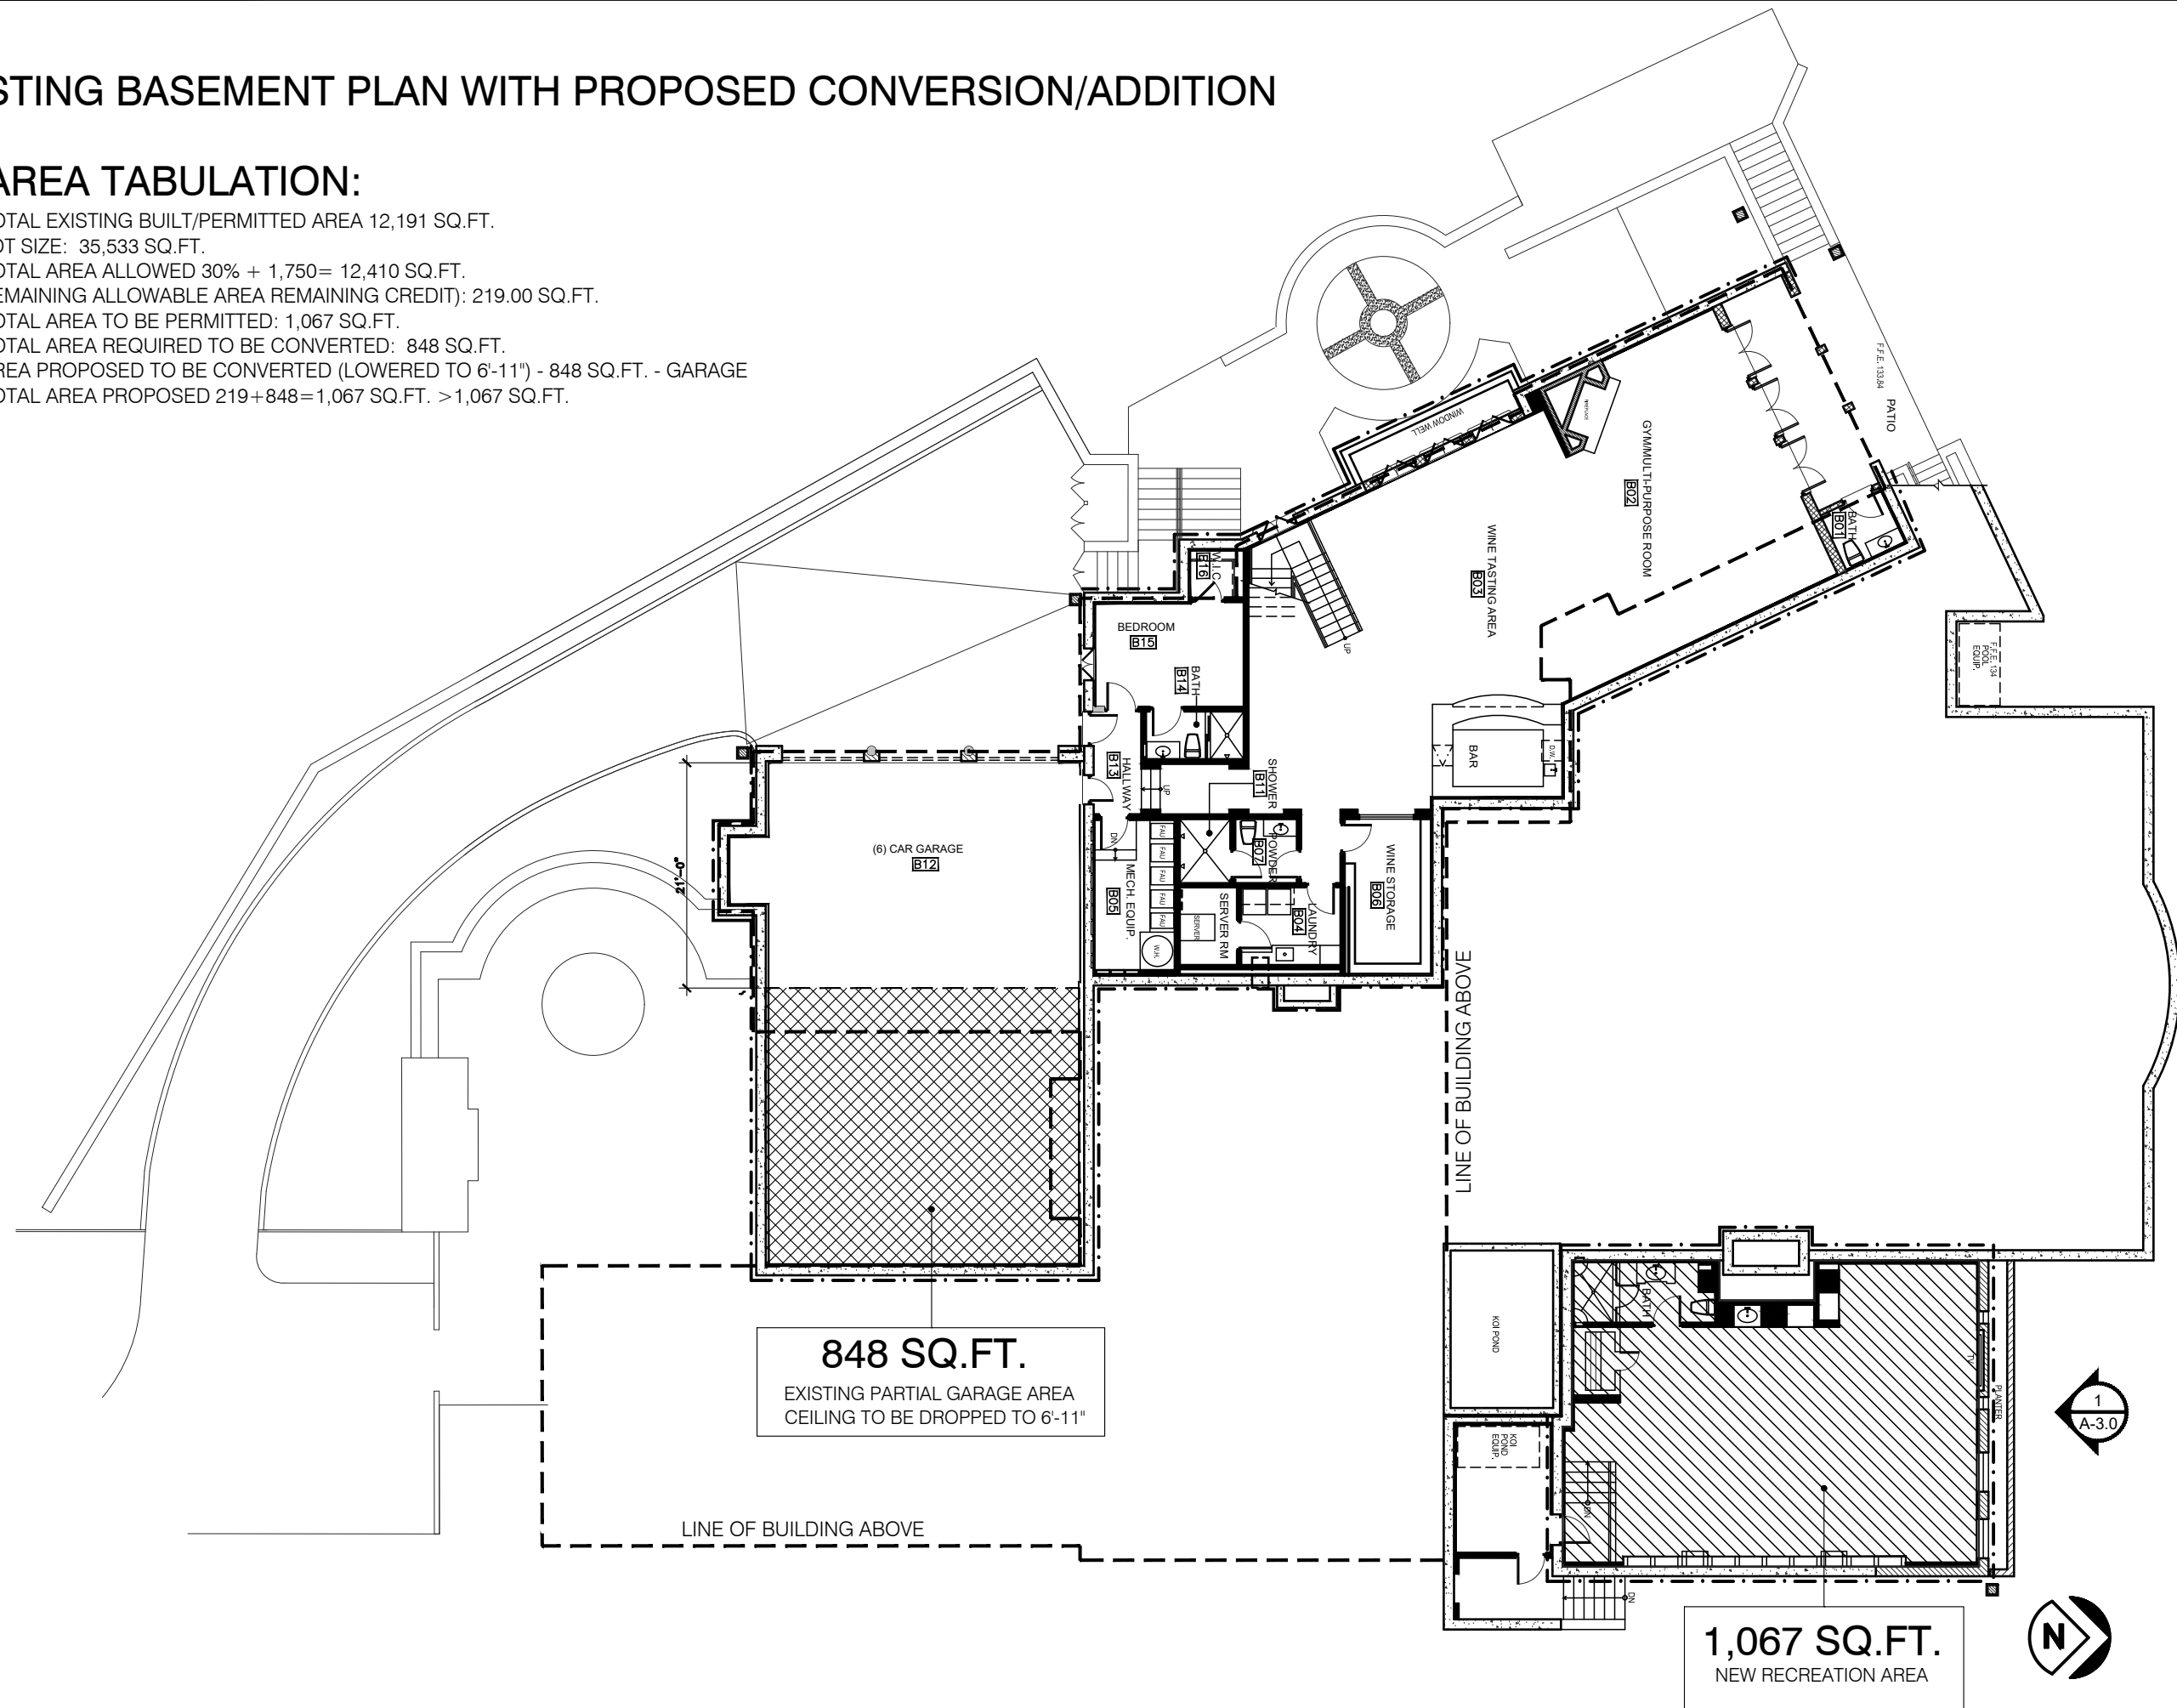 STING BASEMENT PLAN WITH PROPOSED CONVERSION/ADDITION
AREA TABULATION:
OTAL EXISTING BUILT/PERMITTED AREA 12,191 SQ.FT.
OT SIZE: 35,533 SQ.FT.
OTAL AREA ALLOWED 30% + 1,750= 12,410 SQ.FT.
EMAINING ALLOWABLE AREA REMAINING CREDIT): 219.00 SQ.FT.
OTAL AREA TO BE PERMITTED: 1,067 SQ.FT.
OTAL AREA REQUIRED TO BE CONVERTED: 848 SQ.FT.
REA PROPOSED TO BE CONVERTED (LOWERED TO 6'-11") - 848 SQ.FT. - GARAGE
OTAL AREA PROPOSED 219+848=1,067 SQ.FT. >1,067 SQ.FT.
F.F.E. 133.84
PATIO
WINDOW WELL
FIREPLACE
GYM/MULTI-PURPOSE ROOM
B02
WINE TASTING AREA
B03
BATH
B01
W.I.C.
B16
UP
BEDROOM
B15
BATH
B14
F.F.E. 134
POOL
EQUIP.
BAR
D.W.
HALLWAY
B13
UP
SHOWER
B11
21'-0"
(6) CAR GARAGE
B12
DN
MECH. EQUIP.
B05
FAU
FAU
FAU
FAU
FAU
W.H.
POWDER
B07
SERVER RM
SERVER
LAUNDRY
B04
WINE STORAGE
B06
LINE OF BUILDING ABOVE
848 SQ.FT.
EXISTING PARTIAL GARAGE AREA
CEILING TO BE DROPPED TO 6'-11"
LINE OF BUILDING ABOVE
KOI POND
KOI
POND
EQUIP.
BATH
TV
PLANTER
DN
DN
1
A-3.0
1,067 SQ.FT.
NEW RECREATION AREA
N